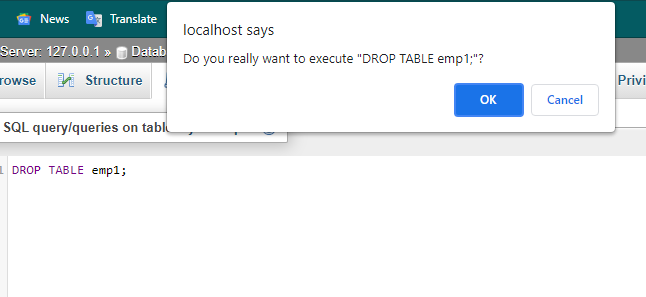 News Translate
localhost says
Do you really want to execute "DROP TABLE emp1;"?
OK Cancel
Server: 127.0.0.1 » Datab
rowse Structure Privi
SQL query/queries on tabl
1 DROP TABLE emp1;